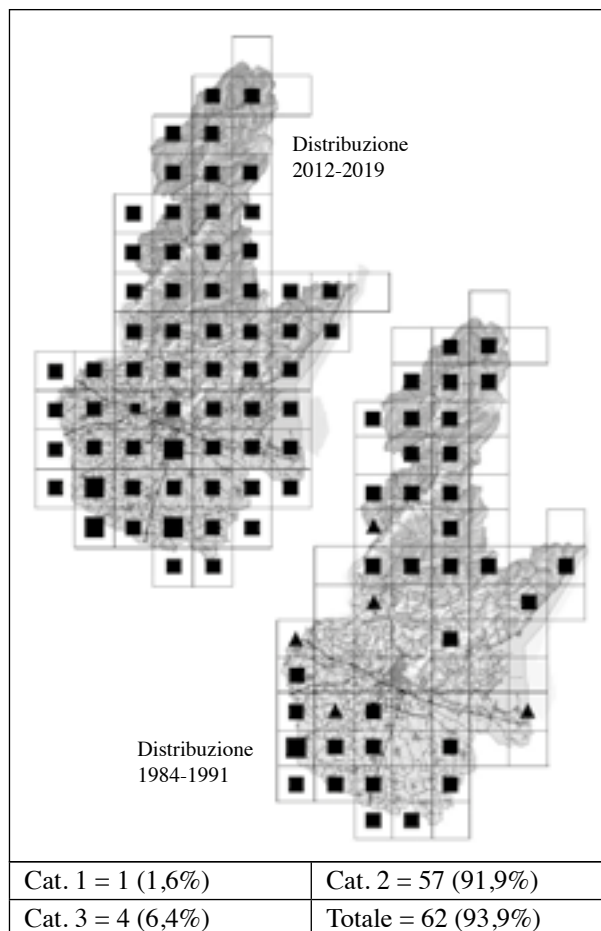 Distribuzione
2012-2019
Distribuzione
1984-1991
Cat. 1 = 1 (1,6%)
Cat. 2 = 57 (91,9%)
Cat. 3 = 4 (6,4%)
Totale = 62 (93,9%)